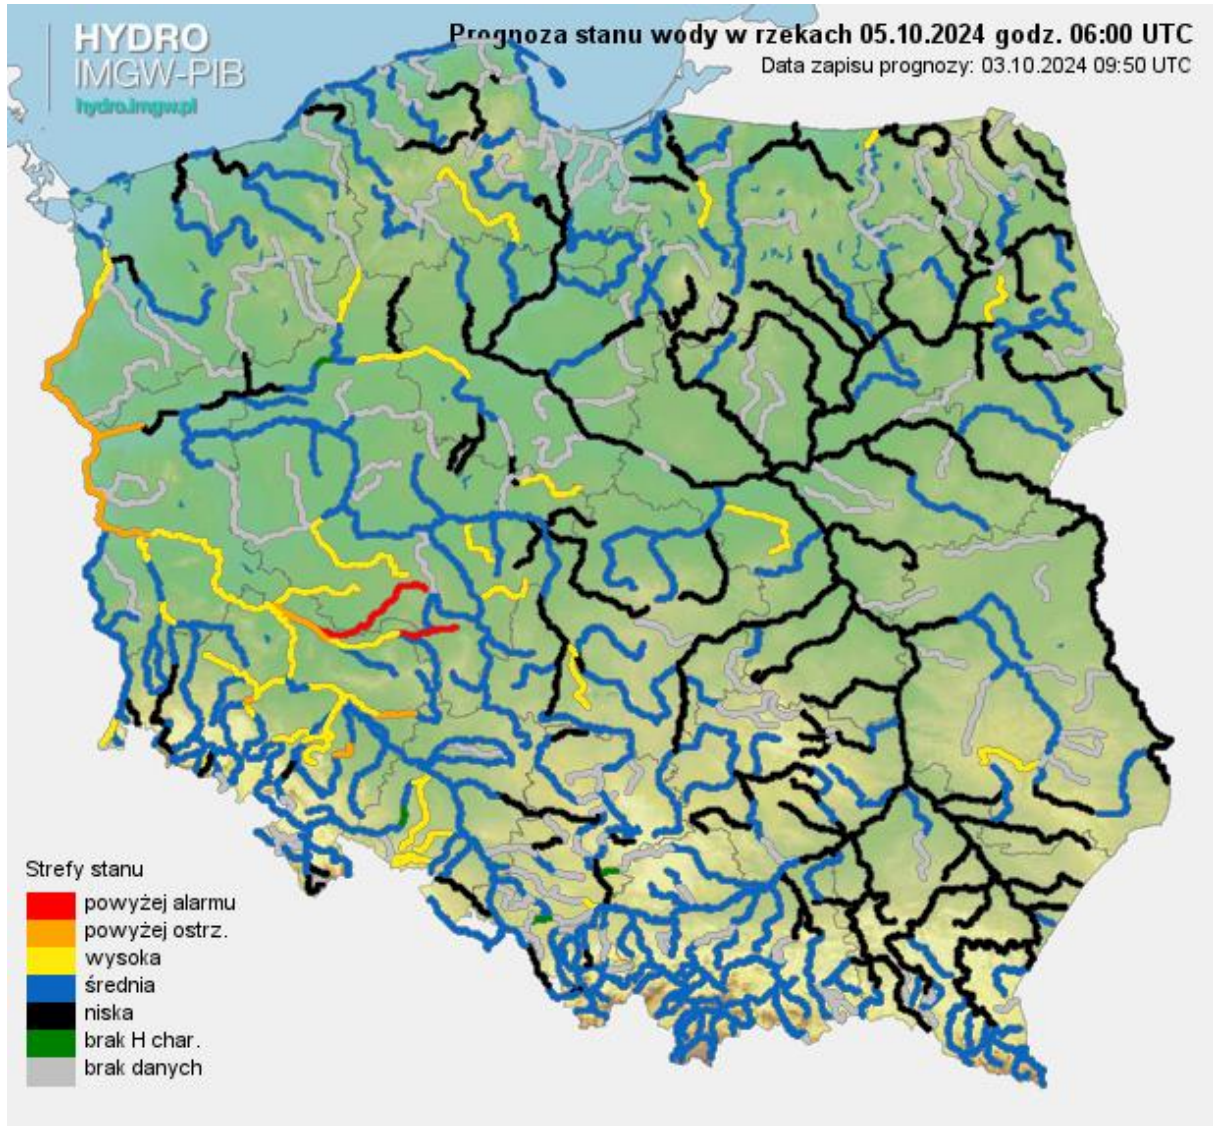 HYDRO
IMGW-PIB
hydro.imgw.pl
Prognoza stanu wody w rzekach 05.10.2024 godz. 06:00 UTC
Data zapisu prognozy: 03.10.2024 09:50 UTC
Strefy stanu
powyżej alarmu
powyżej ostrz.
wysoka
średnia
niska
brak H char.
brak danych